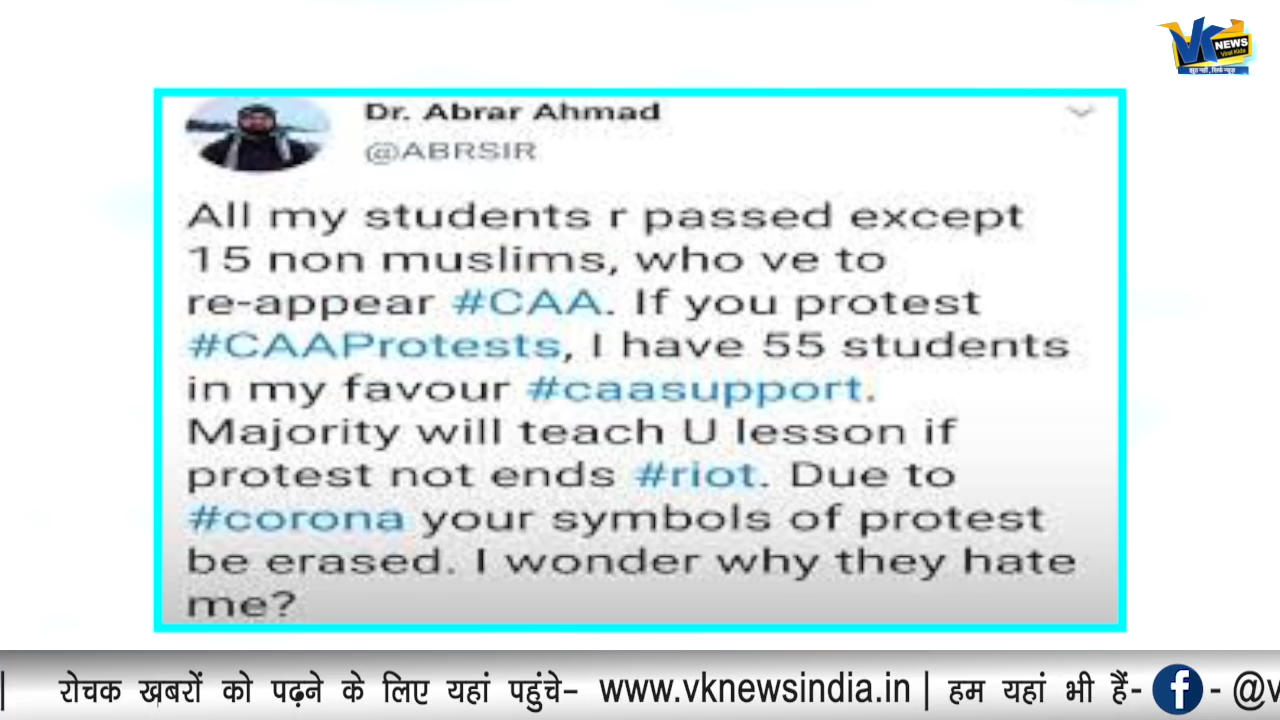 VK NEWS
Viral Kida
Dr. Abrar Ahmad
@ABRSIR
All my students r passed except
15 non muslims, who ve to
re-appear #CAA. If you protest
#CAAProtests, I have 55 students
in my favour #caasupport.
Majority will teach U lesson if
protest not ends #riot. Due to
#corona your symbols of protest
be erased. I wonder why they hate
me?
| रोचक ख़बरों को पढ़ने के लिए यहां पहुंचे- www.vknewsindia.in | हम यहां भी हैं- f - @v